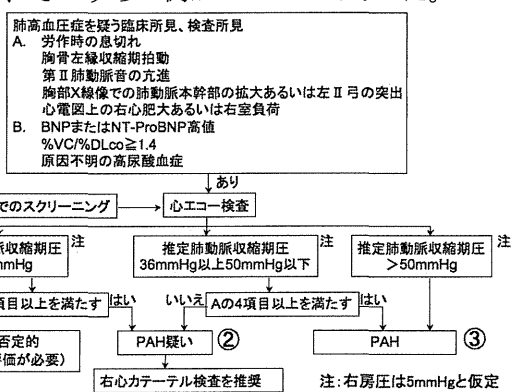 肺高血圧症を疑う臨床所見、検査所見
A. 労作時の息切れ
胸骨左縁収縮期拍動
第Ⅱ肺動脈音の亢進
胸部X線像での肺動脈本幹部の拡大あるいは左Ⅱ弓の突出
心電図上の右心肥大あるいは右室負荷
B. BNPまたはNT-ProBNP高値
%VC/%DLco≧1.4
原因不明の高尿酸血症
あり
でのスクリーニング
心エコー検査
収縮期圧 注
mmHg
推定肺動脈収縮期圧 注
36mmHg以上50mmHg以下
推定肺動脈収縮期圧 注
>50mmHg
項目以上を満たす はい
いいえ Aの4項目以上を満たす はい
否定的
価が必要)
PAH疑い ②
PAH ③
右心カテーテル検査を推奨
注:右房圧は5mmHgと仮定